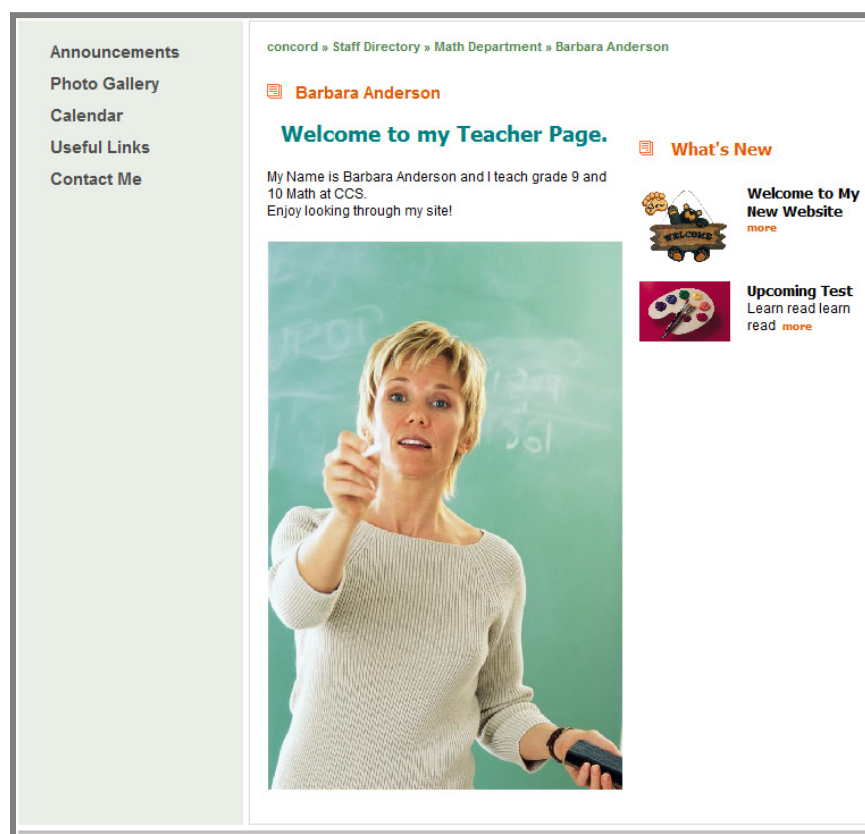 Announcements
Photo Gallery
Calendar
Useful Links
Contact Me
concord » Staff Directory » Math Department » Barbara Anderson
Barbara Anderson
Welcome to my Teacher Page.
My Name is Barbara Anderson and I teach grade 9 and
10 Math at CCS.
Enjoy looking through my site!
What's New
WELCOME
Welcome to My
New Website
more
Upcoming Test
Learn read learn
read more